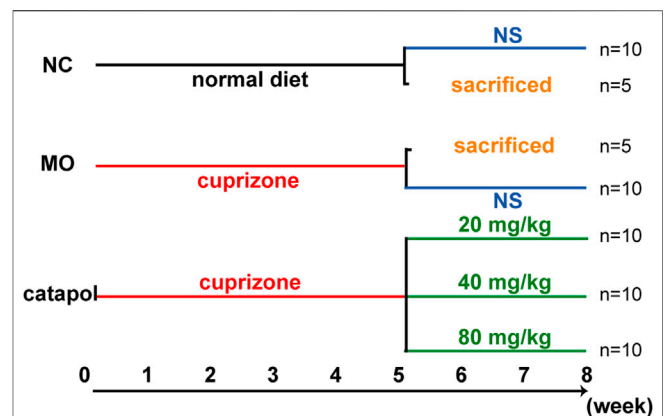 NS
NC
n=10
normal diet
sacrificed
n=5
sacrificed
n=5
MO
cuprizone
n=10
NS
20 mg/kg
n=10
cuprizone
40 mg/kg
catapol
n=10
80 mg/kg
n=10
0 1 2 3 4 5 6 7 8
(week)